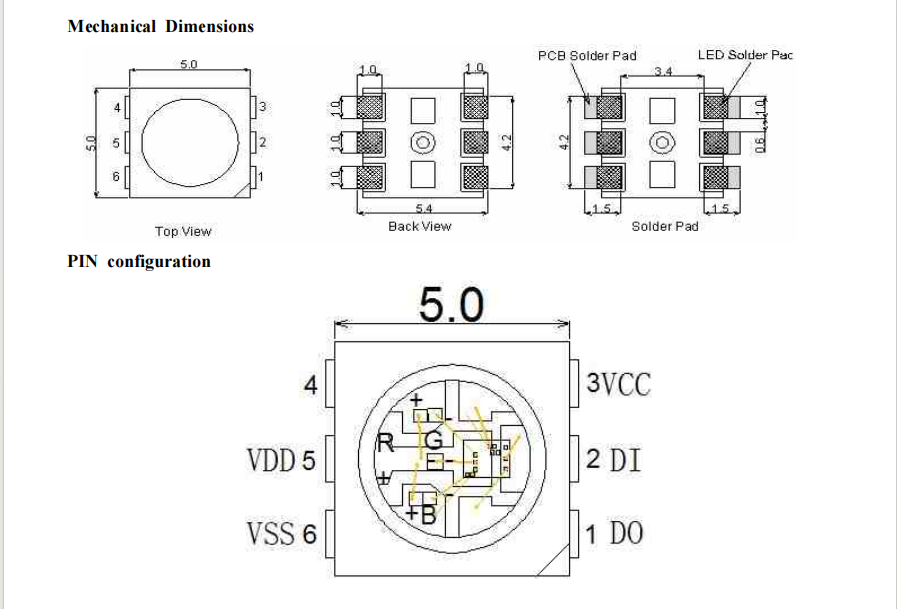 Mechanical Dimensions
5.0
5.0
4
3
5
2
6
1
Top View
1.0
1.0
1.0
1.0
1.0
4.2
5.4
Back View
PCB Solder Pad
LED Solder Pac
3.4
4.2
1.0
0.6
1.5
1.5
Solder Pad
PIN configuration
5.0
4
3VCC
+
-
R
G
VDD 5
-
2 DI
+
-
+B
VSS 6
1 DO